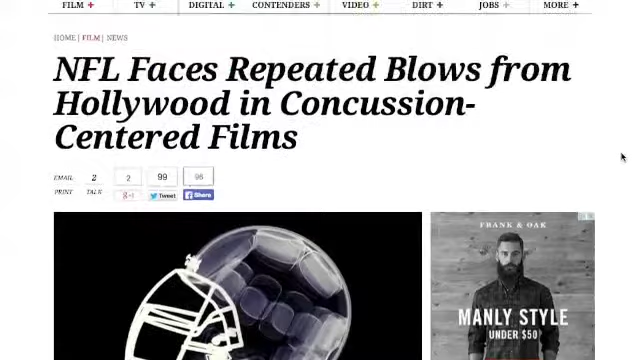 FILM + TV + DIGITAL + CONTENDERS + VIDEO + DIRT + JOBS + MORE +
HOME | FILM | NEWS
NFL Faces Repeated Blows from
Hollywood in Concussion-
Centered Films
EMAIL 2 2 99 96
PRINT TALK g+1 Tweet Share
FRANK & OAK
MANLY STYLE
UNDER $50